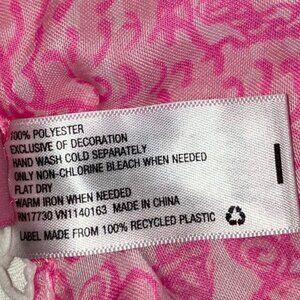 100% POLYESTER
EXCLUSIVE OF DECORATION
HAND WASH COLD SEPARATELY
ONLY NON-CHLORINE BLEACH WHEN NEEDED
FLAT DRY
WARM IRON WHEN NEEDED
RN17730 VN1140163 MADE IN CHINA
LABEL MADE FROM 100% RECYCLED PLASTIC